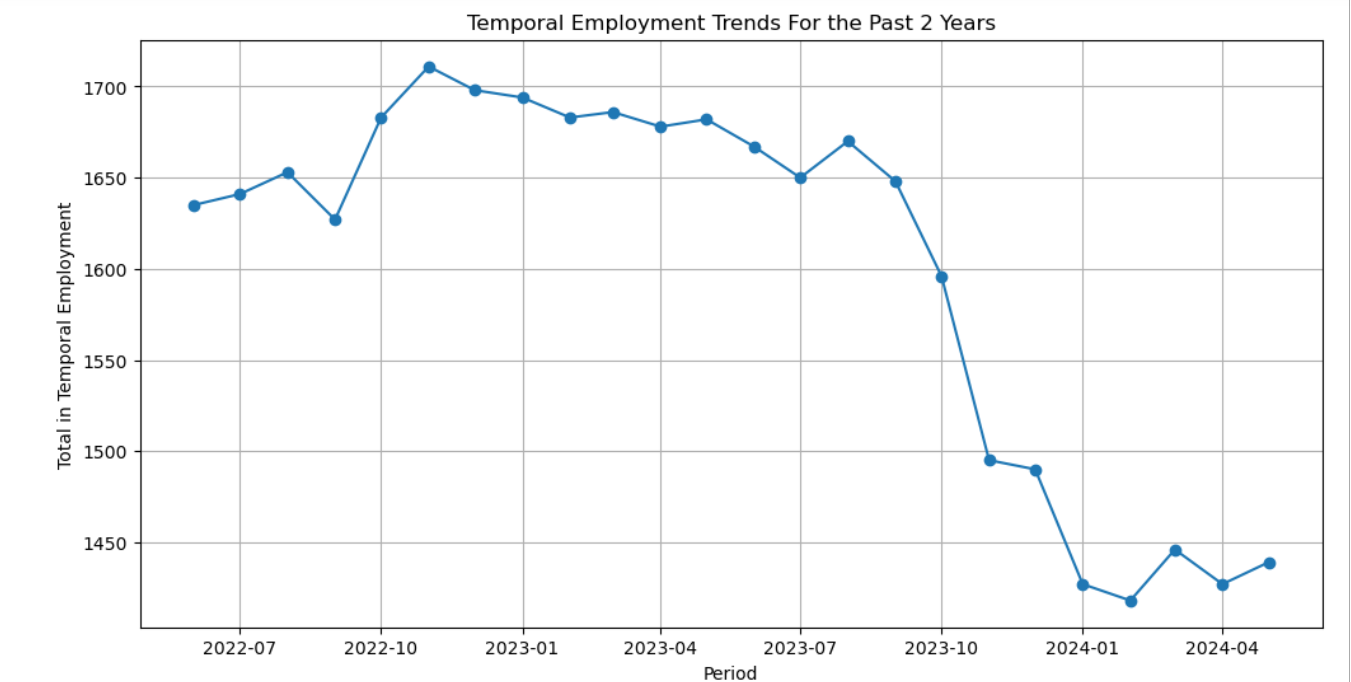 Temporal Employment Trends For the Past 2 Years
Total in Temporal Employment
1700
1650
1600
1550
1500
1450
2022-07 2022-10 2023-01 2023-04 2023-07 2023-10 2024-01 2024-04
Period